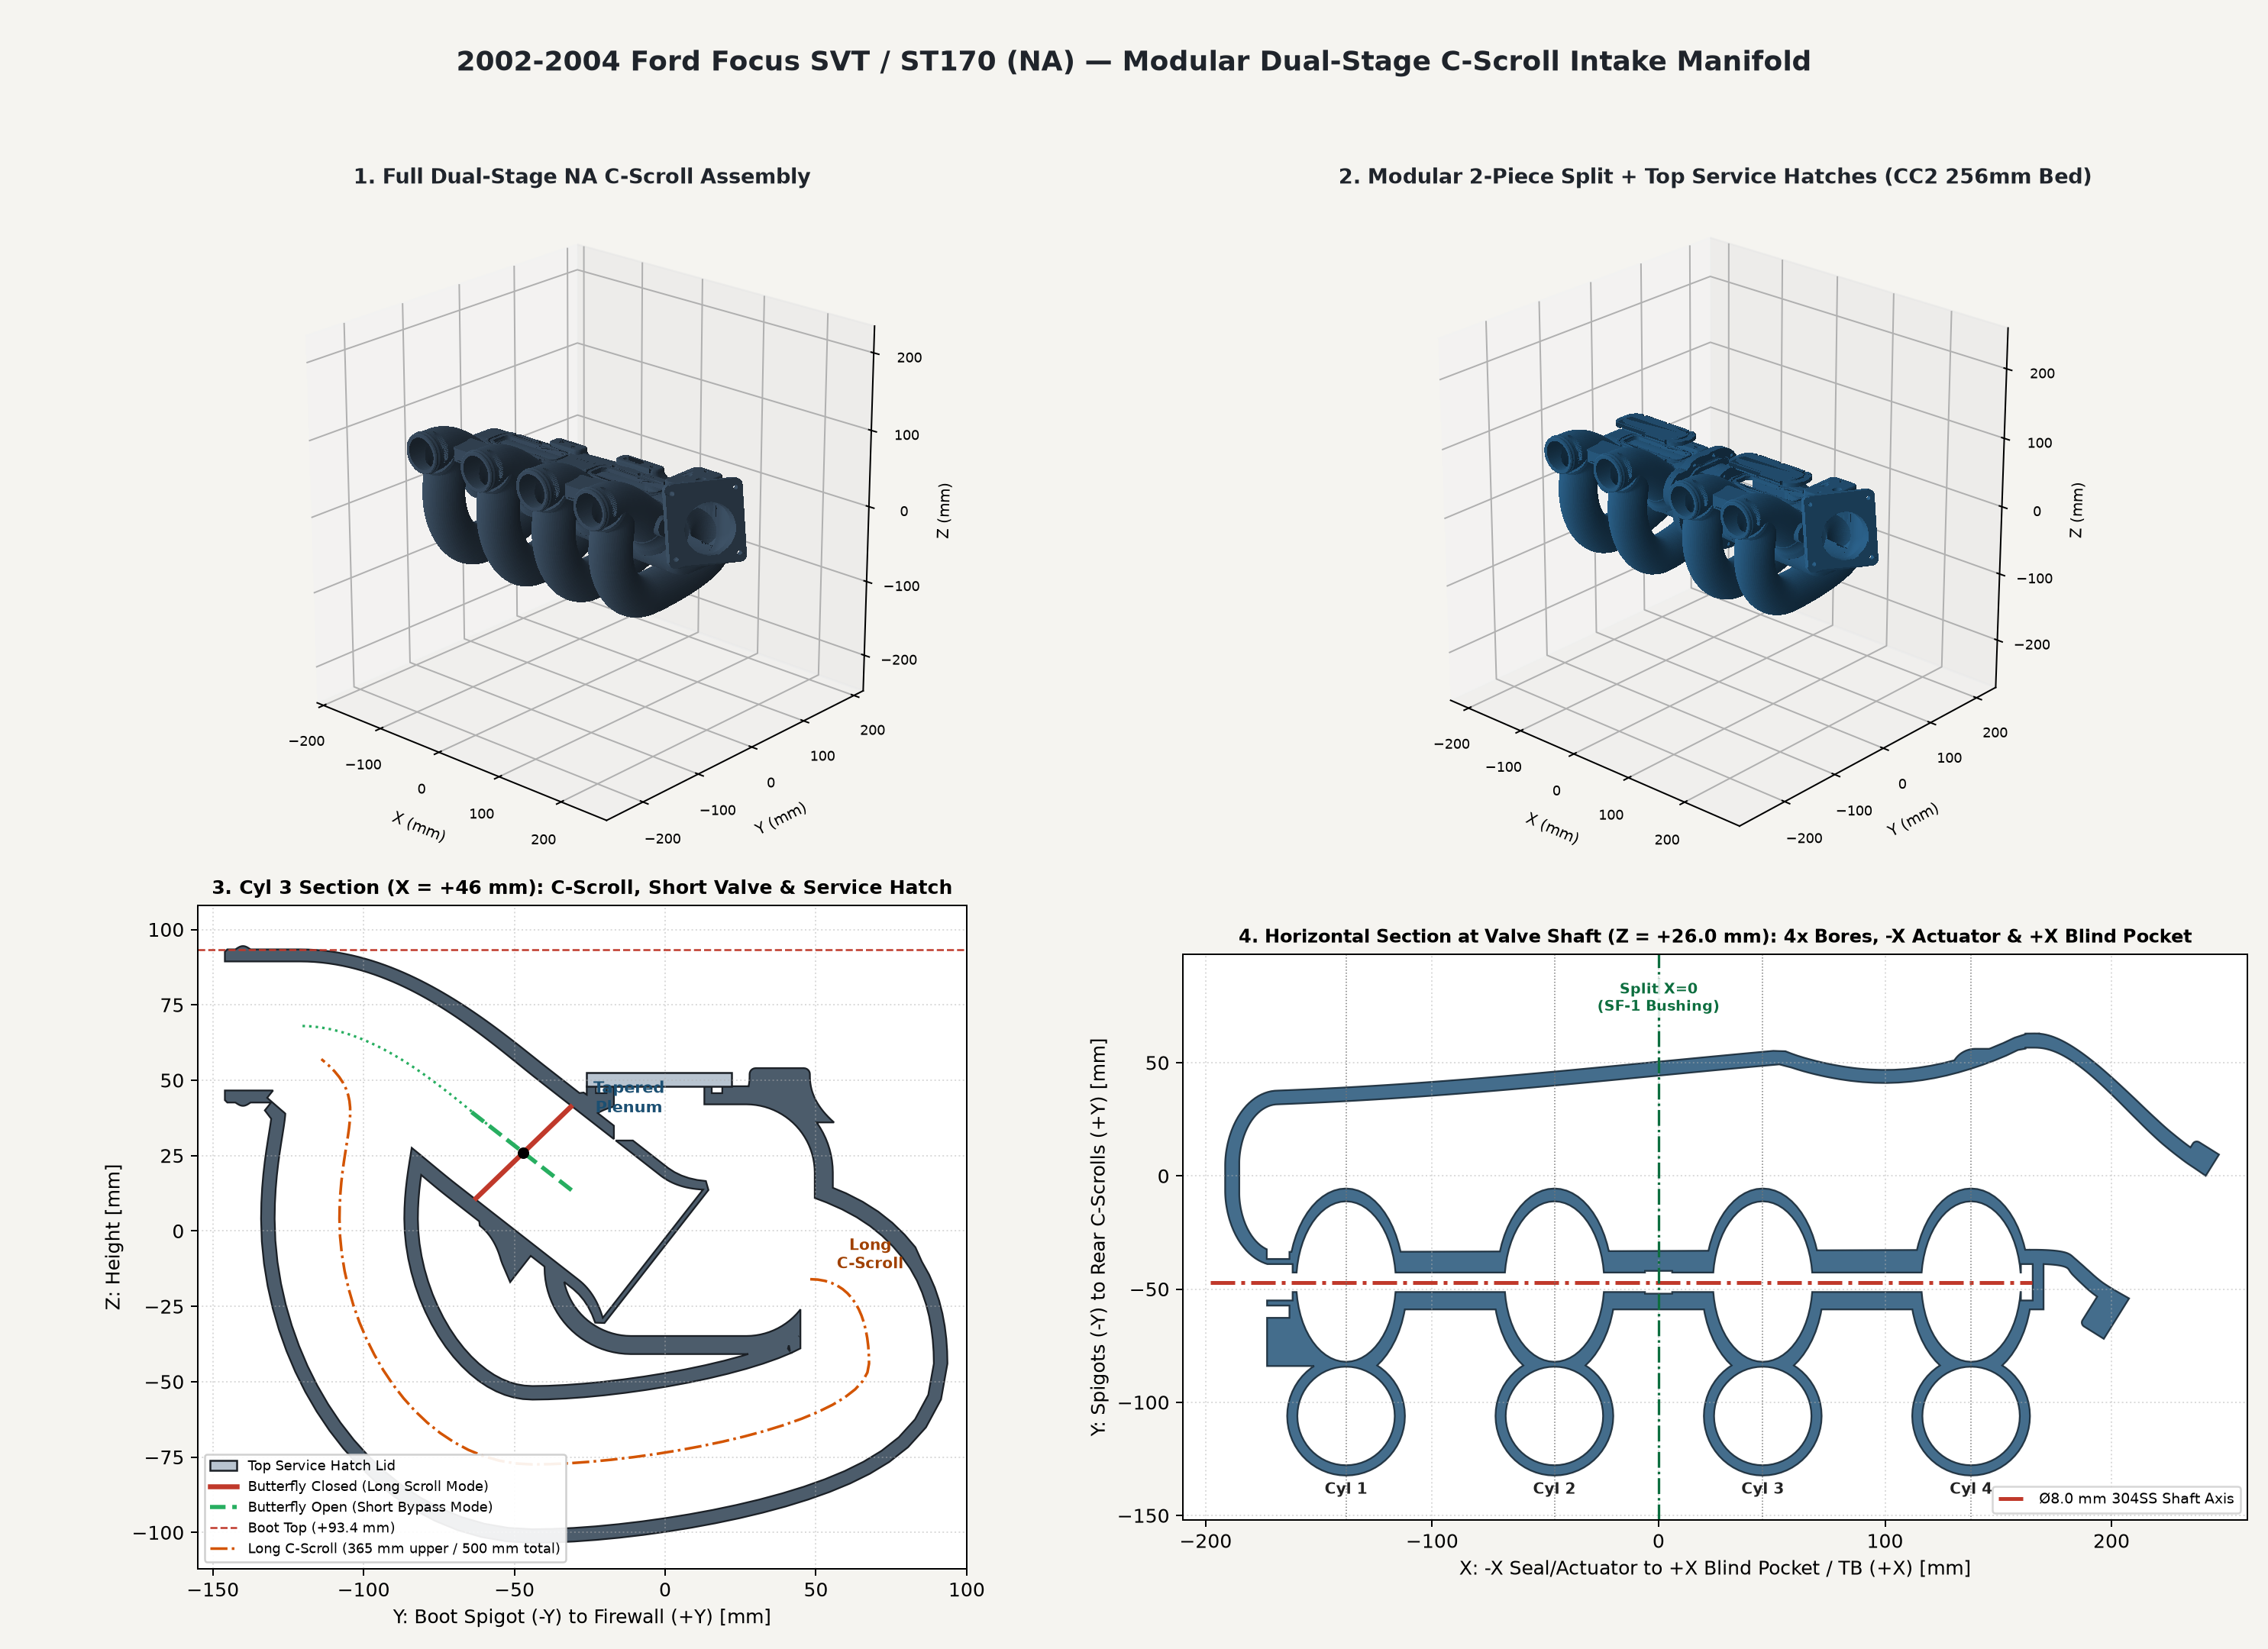 2002-2004 Ford Focus SVT / ST170 (NA) — Modular Dual-Stage C-Scroll Intake Manifold
1. Full Dual-Stage NA C-Scroll Assembly
200
100
0
−100
−200
Z (mm)
−200
−100
0
100
200
X (mm)
−200
−100
0
100
200
Y (mm)
2. Modular 2-Piece Split + Top Service Hatches (CC2 256mm Bed)
200
100
0
−100
−200
Z (mm)
−200
−100
0
100
200
X (mm)
−200
−100
0
100
200
Y (mm)
3. Cyl 3 Section (X = +46 mm): C-Scroll, Short Valve & Service Hatch
100
75
50
25
0
−25
−50
−75
−100
Z: Height [mm]
Tapered
Plenum
Long
C-Scroll
Top Service Hatch Lid
Butterfly Closed (Long Scroll Mode)
Butterfly Open (Short Bypass Mode)
Boot Top (+93.4 mm)
Long C-Scroll (365 mm upper / 500 mm total)
−150
−100
−50
0
50
100
Y: Boot Spigot (-Y) to Firewall (+Y) [mm]
4. Horizontal Section at Valve Shaft (Z = +26.0 mm): 4x Bores, -X Actuator & +X Blind Pocket
50
0
−50
−100
−150
Y: Spigots (-Y) to Rear C-Scrolls (+Y) [mm]
Split X=0
(SF-1 Bushing)
Cyl 1
Cyl 2
Cyl 3
Cyl 4
Ø8.0 mm 304SS Shaft Axis
−200
−100
0
100
200
X: -X Seal/Actuator to +X Blind Pocket / TB (+X) [mm]